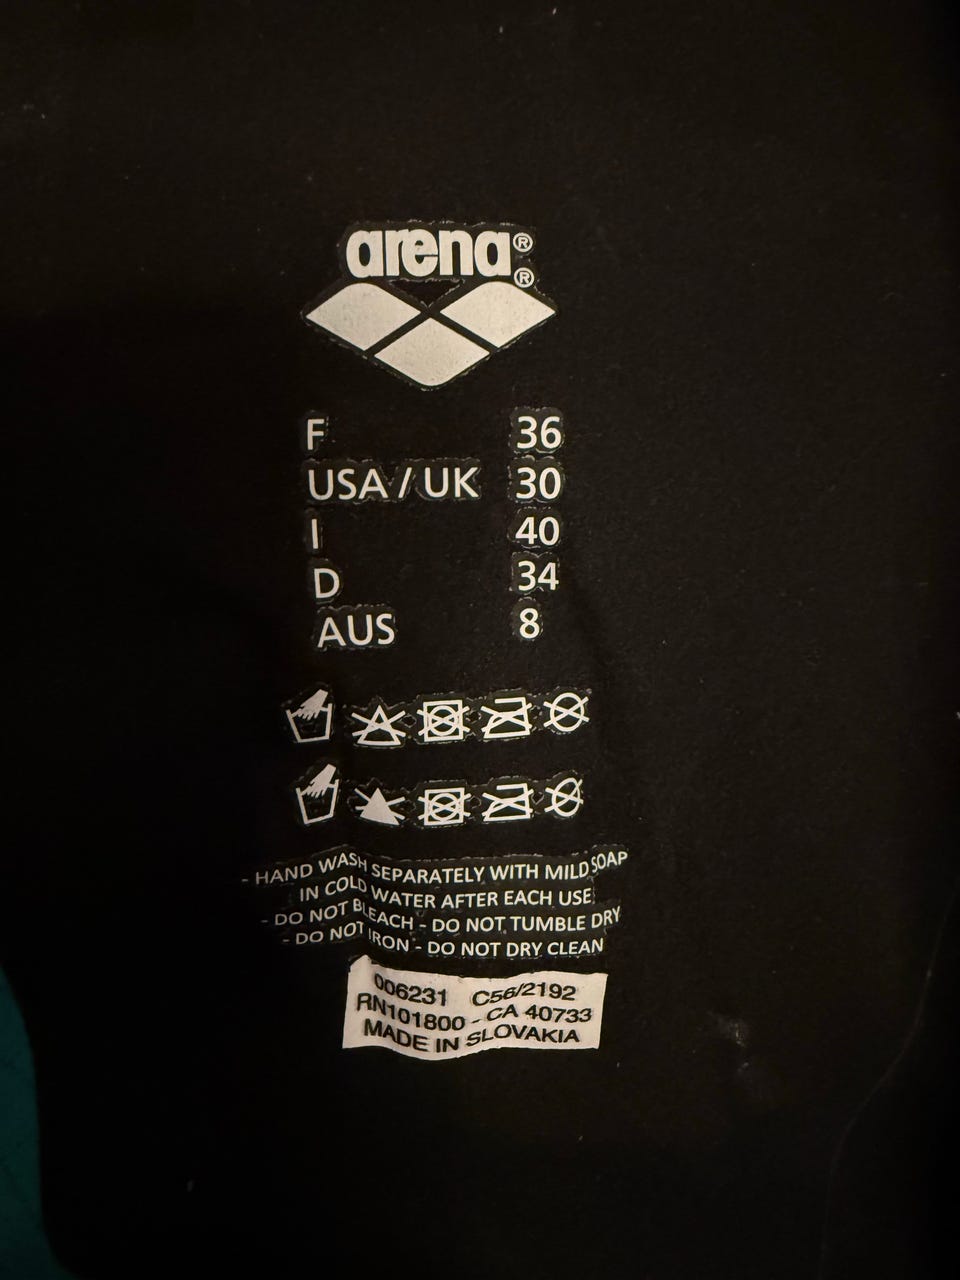 arena®
®
F 36
USA / UK 30
I 40
D 34
AUS 8
- HAND WASH SEPARATELY WITH MILD SOAP
IN COLD WATER AFTER EACH USE
- DO NOT BLEACH - DO NOT TUMBLE DRY
- DO NOT IRON - DO NOT DRY CLEAN
006231 C56/2192
RN101800 - CA 40733
MADE IN SLOVAKIA